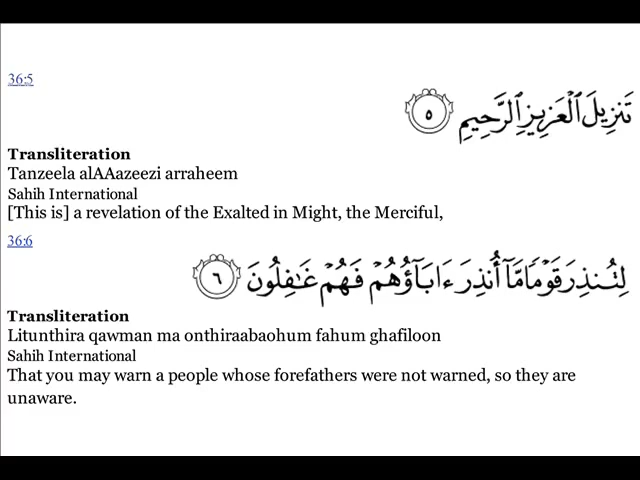 36:5
تَنزِيلَ ٱلْعَزِيزِ ٱلرَّحِيمِ ٥
Transliteration
Tanzeela alAAazeezi arraheem
Sahih International
[This is] a revelation of the Exalted in Might, the Merciful,
36:6
لِتُنذِرَ قَوْمًا مَّآ أُنذِرَ ءَابَآؤُهُمْ فَهُمْ غَٰفِلُونَ ٦
Transliteration
Litunthira qawman ma onthiraabaohum fahum ghafiloon
Sahih International
That you may warn a people whose forefathers were not warned, so they are
unaware.